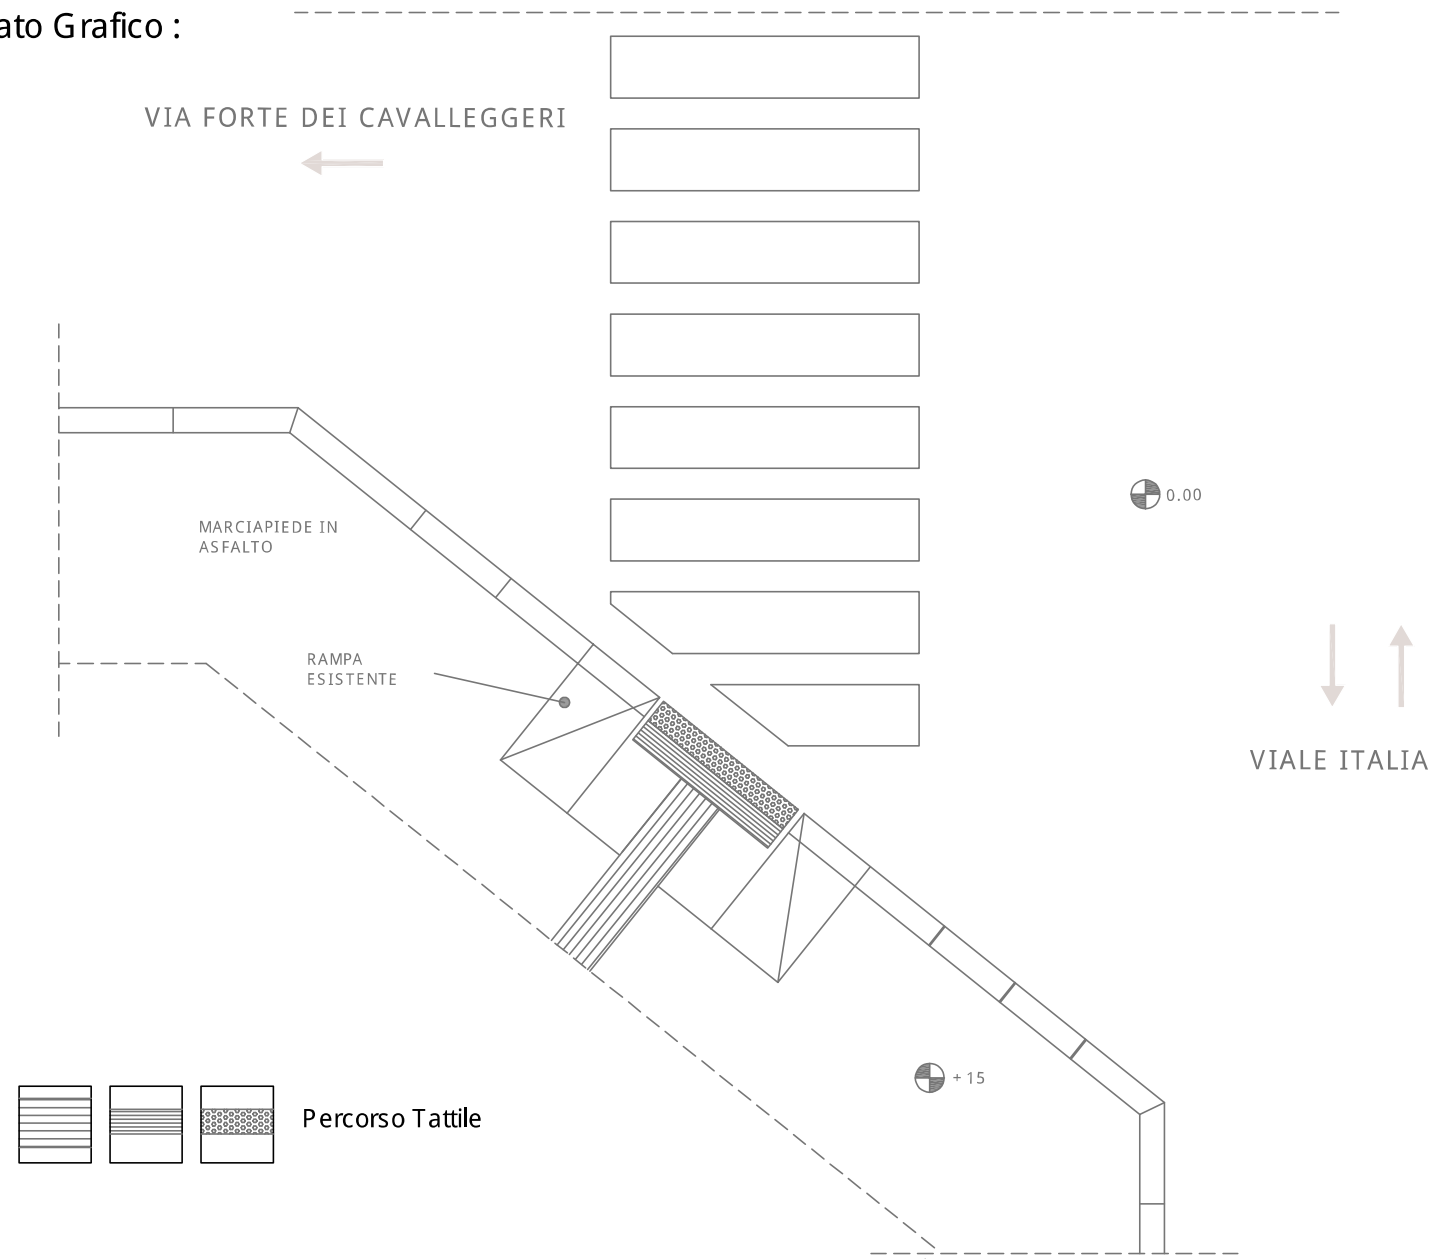 ato Grafico :
VIA FORTE DEI CAVALLEGGERI
0.00
MARCIAPIEDE IN
ASFALTO
RAMPA
ESISTENTE
VIALE ITALIA
+ 15
Percorso Tattile